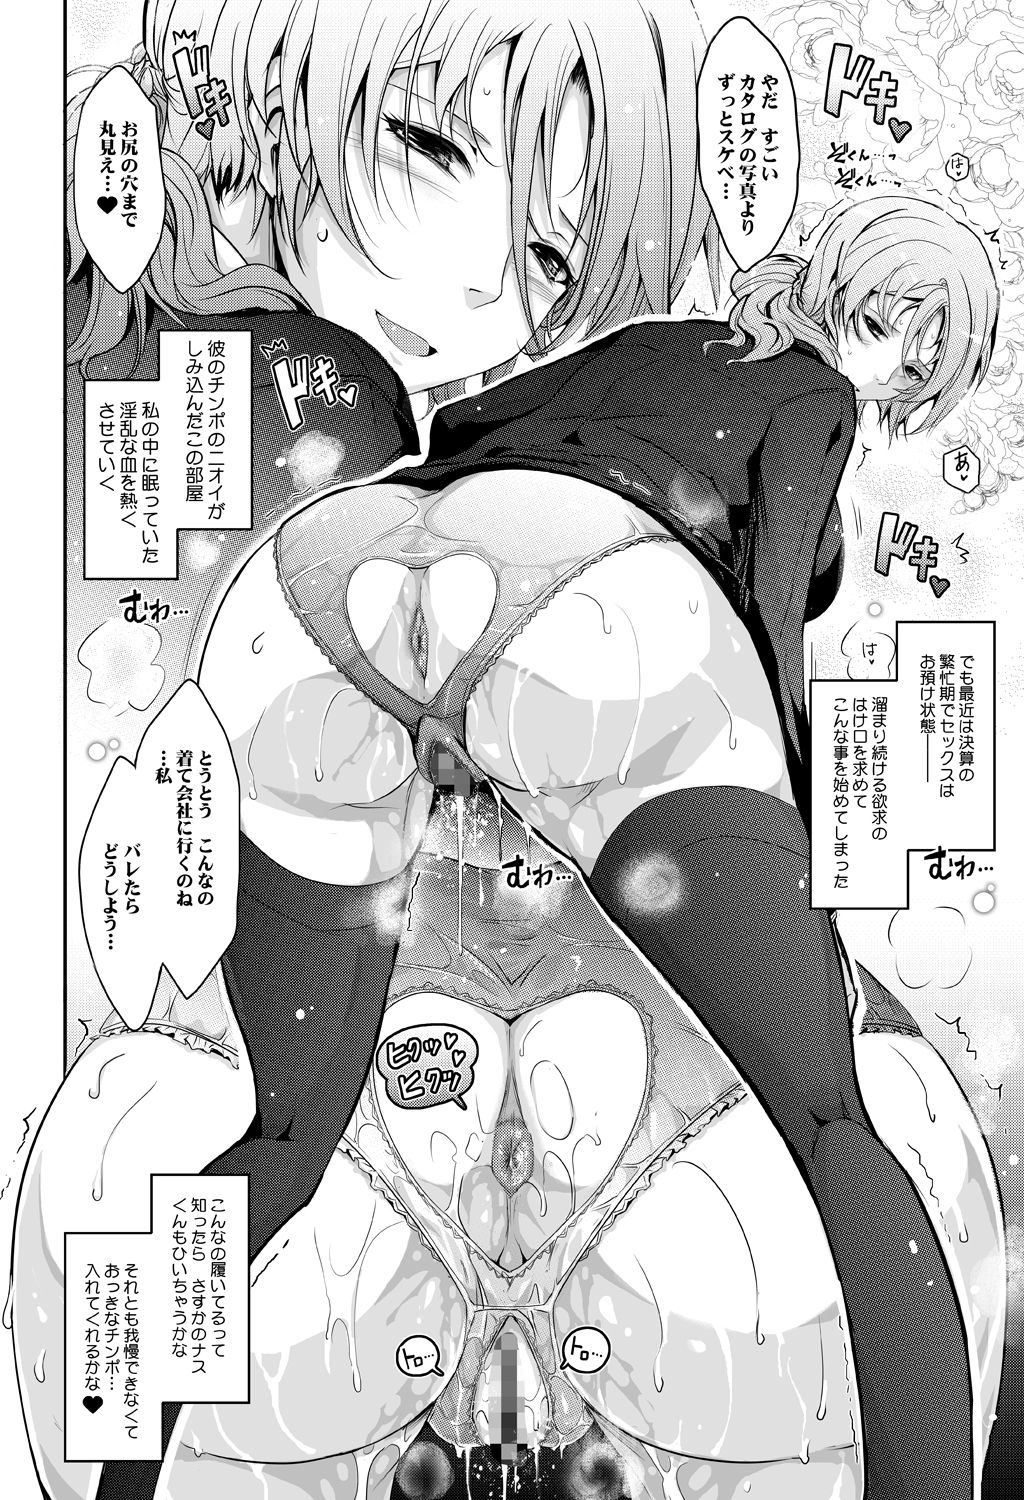 やだ すごい
カタログの写真より
ずっとスケベ…
ドキ
ナスくん…
ナスくん…
は
あ
ドキ
お尻の穴まで
丸見え…
ドキ
ドキ
彼のチンポのニオイが
しみ込んだこの部屋
私の中に眠っていた
淫乱な血を熱く
させていく
むわ…
でも最近は決算の
繁忙期でセックスは
お預け状態――
は
溜まり続ける欲求の
はけ口を求めて
こんな事を始めてしまった
むわ…
むわ…
とうとう こんなの
着て会社に行くのね
…私
バレたら
どうしよう…
ヒクッ
ヒクッ
こんなの履いてるって
知ったら さすがのナス
くんもひいちゃうかな
それとも我慢できなくて
おっきなチンポ…
入れてくれるかな
トロ…
トロ…